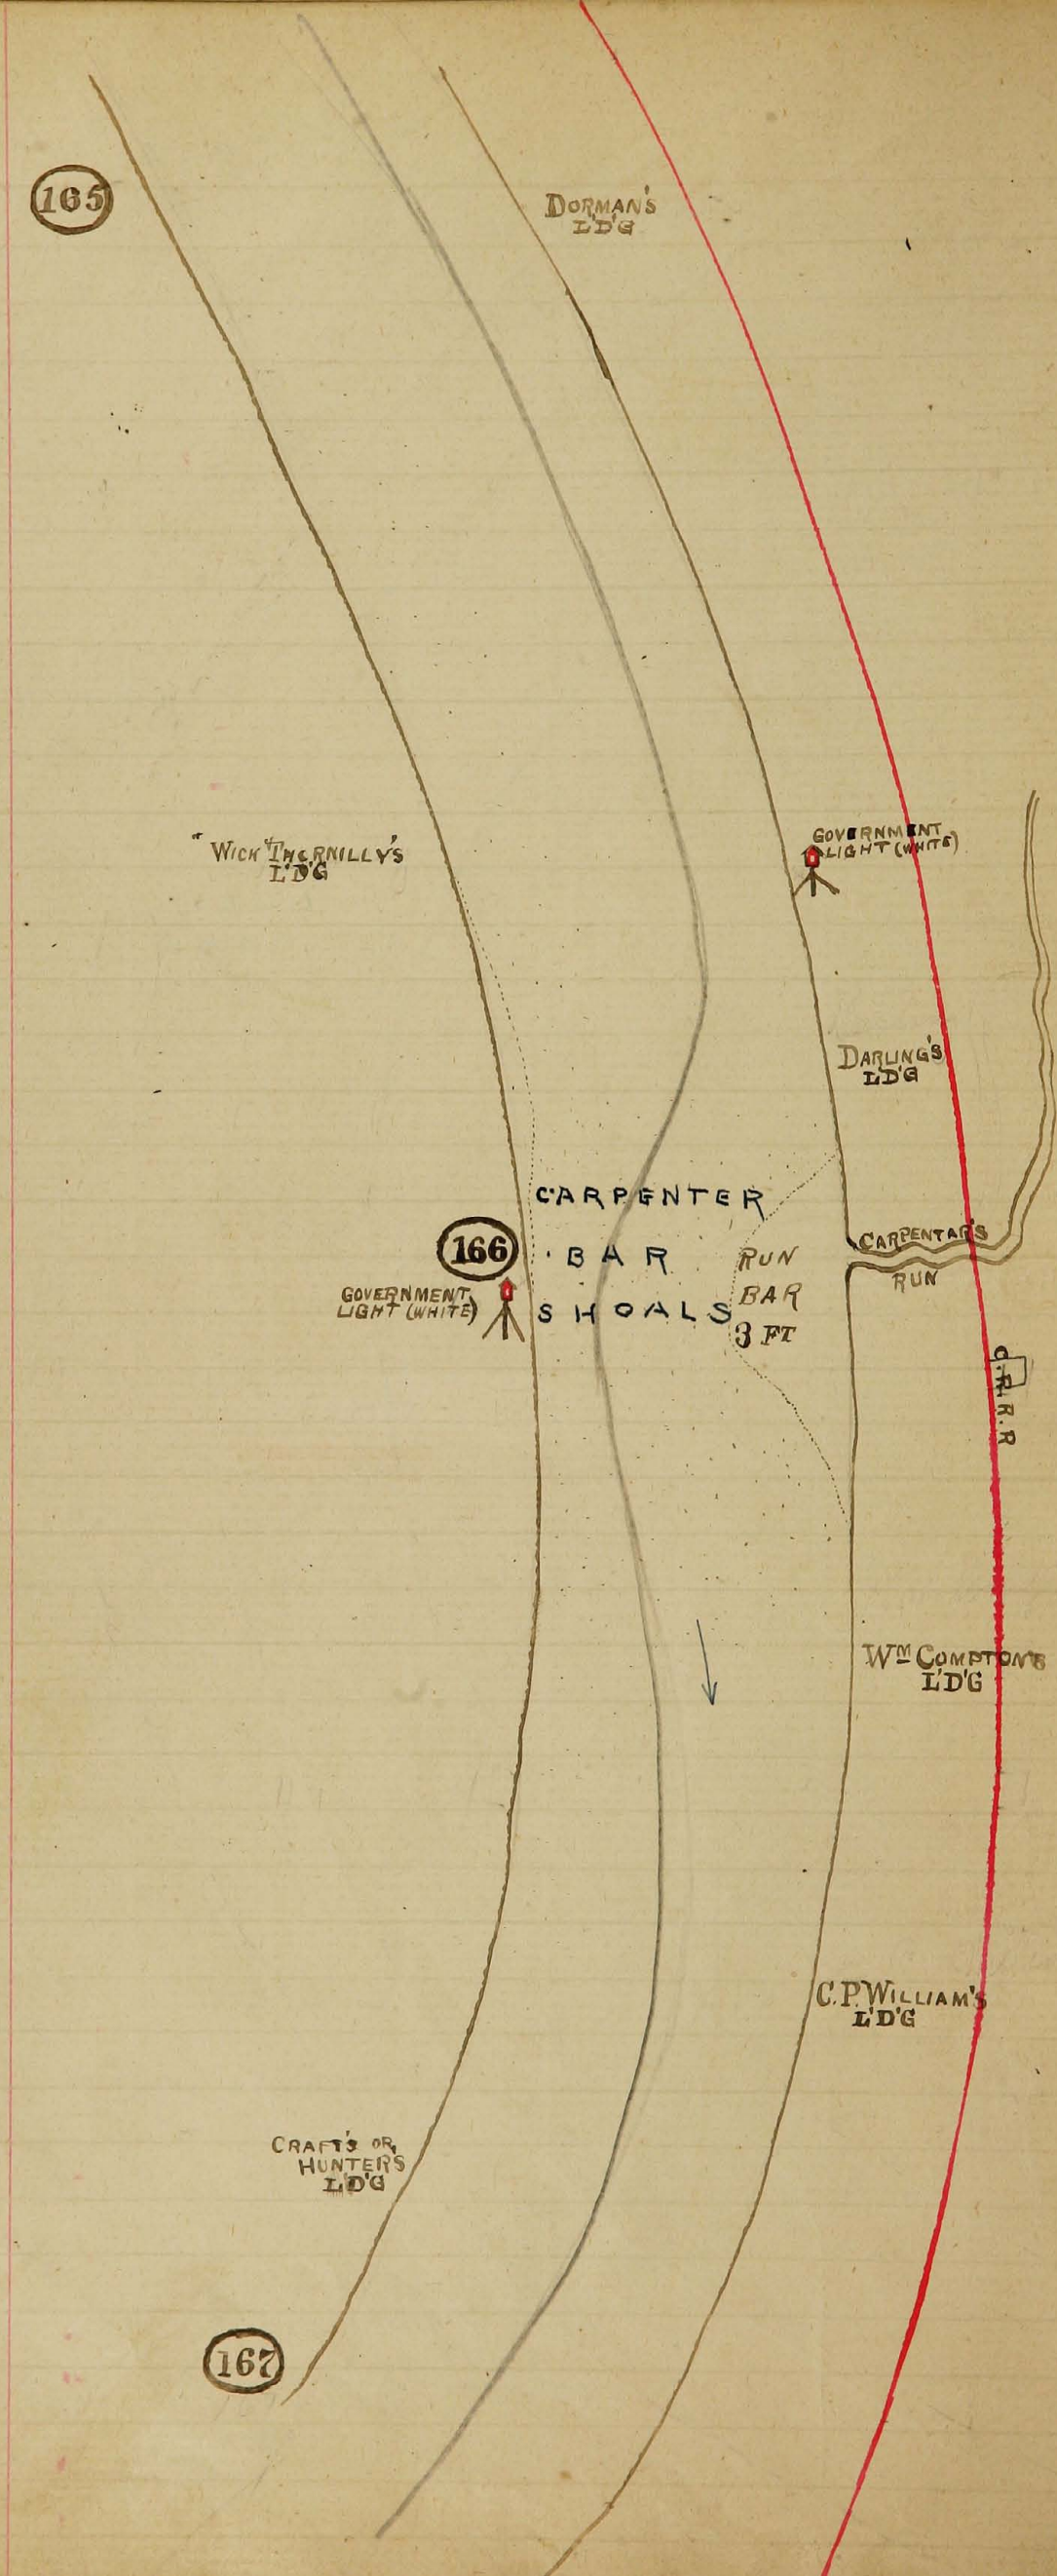 165
DORMAN'S
L'D'G
"WICK" THORNILLY'S
L'D'G
GOVERNMENT
LIGHT (WHITE)
DARLING'S
L'D'G
CARPENTER
BAR
SHOALS
166
GOVERNMENT
LIGHT (WHITE)
RUN
BAR
3 FT
CARPENTAR'S
RUN
O.R.R.R
WM COMPTON'S
L'D'G
C.P. WILLIAM'S
L'D'G
CRAFT'S OR
HUNTER'S
L'D'G
167